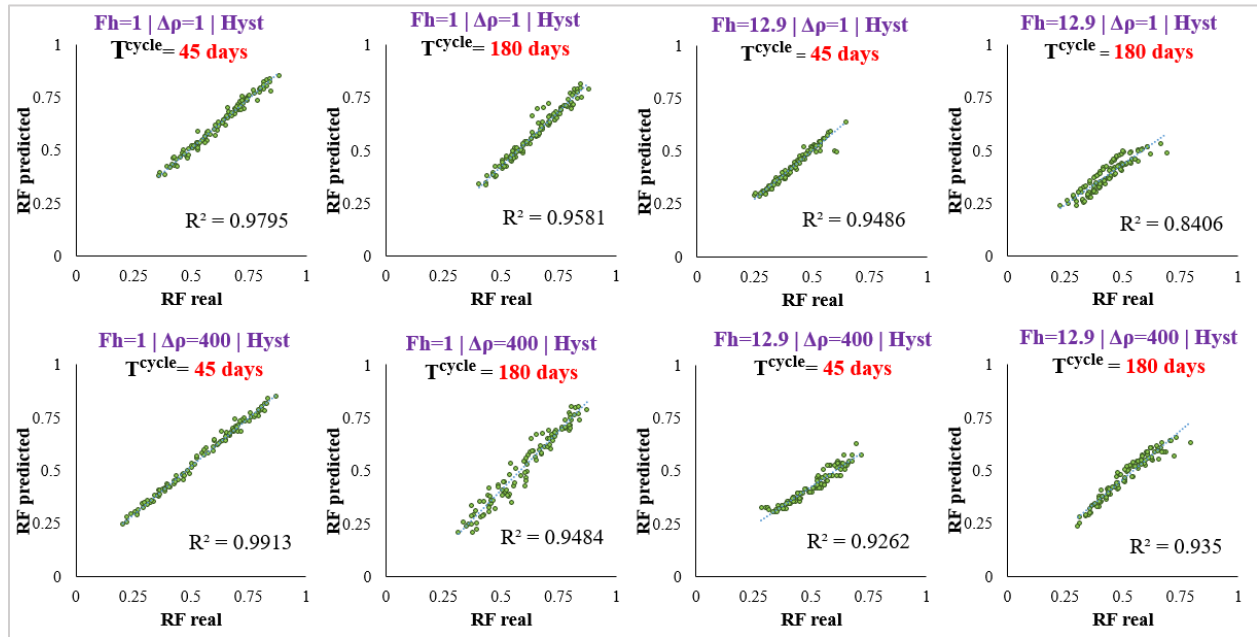 Fh=1 | Δρ=1 | Hyst
Tcycle= 45 days
1
0.75
0.5
0.25
0
RF predicted
R² = 0.9795
0 0.25 0.5 0.75 1
RF real
Fh=1 | Δρ=1 | Hyst
Tcycle = 180 days
1
0.75
0.5
0.25
0
RF predicted
R² = 0.9581
0 0.25 0.5 0.75 1
RF real
Fh=12.9 | Δρ=1 | Hyst
Tcycle = 45 days
1
0.75
0.5
0.25
0
RF predicted
R² = 0.9486
0 0.25 0.5 0.75 1
RF real
Fh=12.9 | Δρ=1 | Hyst
Tcycle = 180 days
1
0.75
0.5
0.25
0
RF predicted
R² = 0.8406
0 0.25 0.5 0.75 1
RF real
Fh=1 | Δρ=400 | Hyst
Tcycle = 45 days
1
0.75
0.5
0.25
0
RF predicted
R² = 0.9913
0 0.25 0.5 0.75 1
RF real
Fh=1 | Δρ=400 | Hyst
Tcycle = 180 days
1
0.75
0.5
0.25
0
RF predicted
R² = 0.9484
0 0.25 0.5 0.75 1
RF real
Fh=12.9 | Δρ=400 | Hyst
Tcycle = 45 days
1
0.75
0.5
0.25
0
RF predicted
R² = 0.9262
0 0.25 0.5 0.75 1
RF real
Fh=12.9 | Δρ=400 | Hyst
Tcycle = 180 days
1
0.75
0.5
0.25
0
RF predicted
R² = 0.935
0 0.25 0.5 0.75 1
RF real